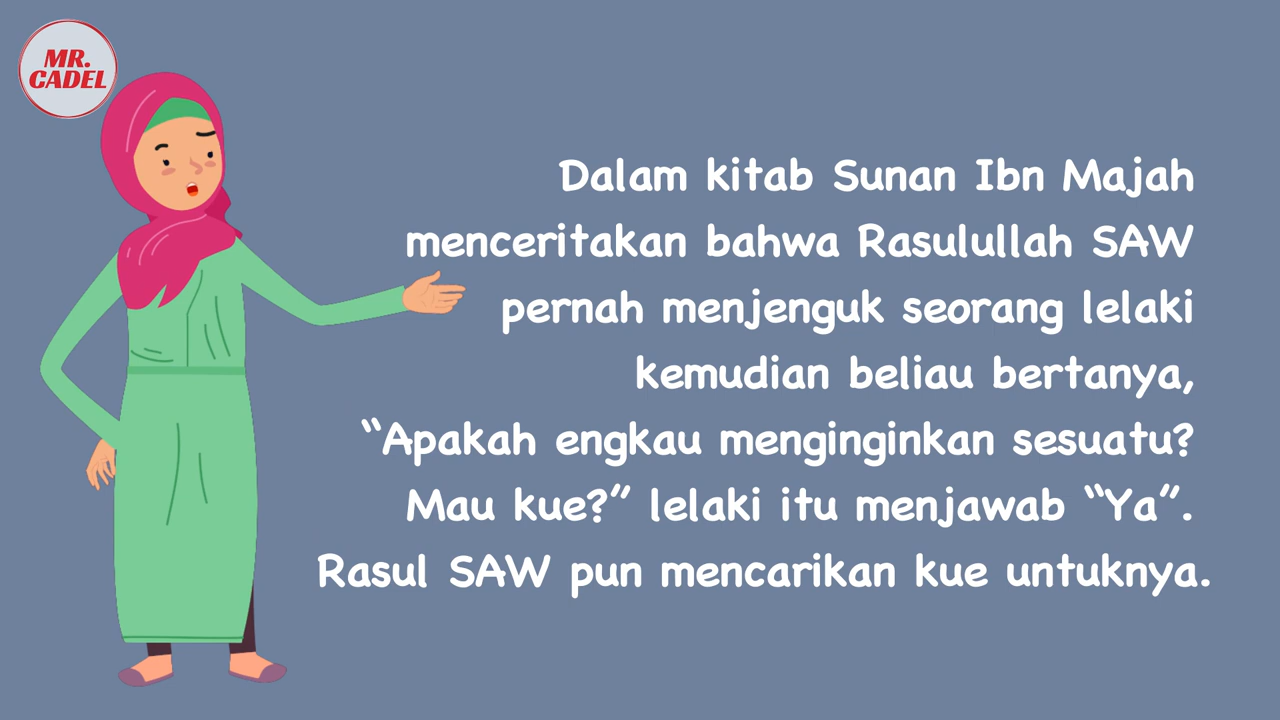 MR.
CADEL
Dalam kitab Sunan Ibn Majah
menceritakan bahwa Rasulullah SAW
pernah menjenguk seorang lelaki
kemudian beliau bertanya,
“Apakah engkau menginginkan sesuatu?
Mau kue?” lelaki itu menjawab “Ya”.
Rasul SAW pun mencarikan kue untuknya.